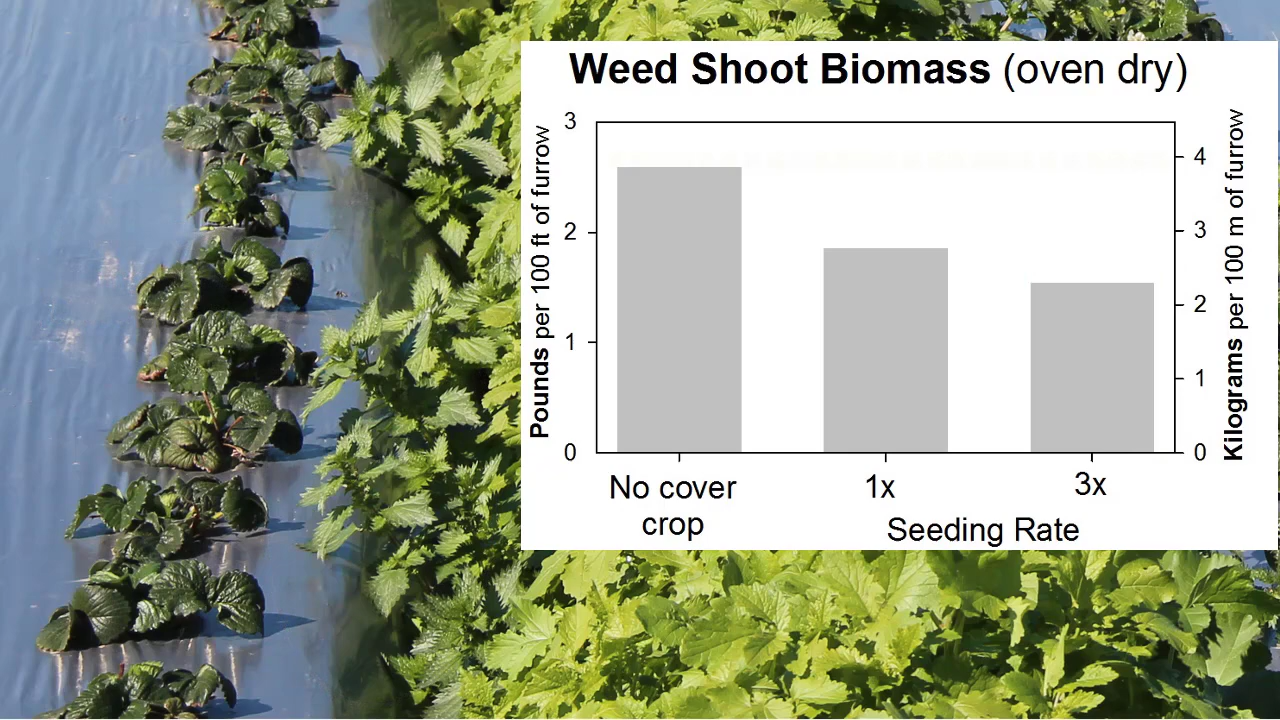 Weed Shoot Biomass (oven dry)
Pounds per 100 ft of furrow
3
2
1
0
4
3
2
1
0
Kilograms per 100 m of furrow
No cover
crop
1x
3x
Seeding Rate